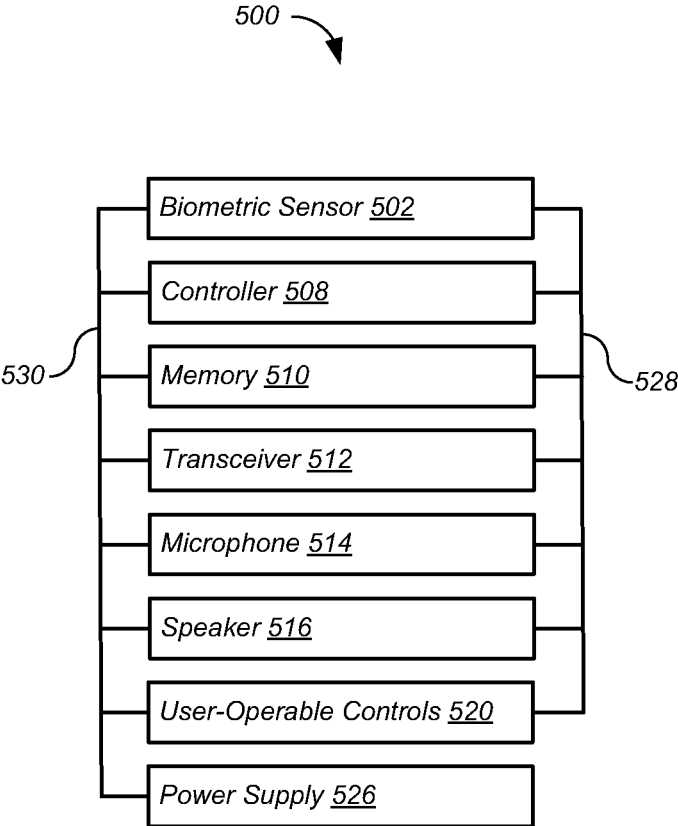 500
Biometric Sensor 502
Controller 508
530
Memory 510
528
Transceiver 512
Microphone 514
Speaker 516
User-Operable Controls 520
Power Supply 526